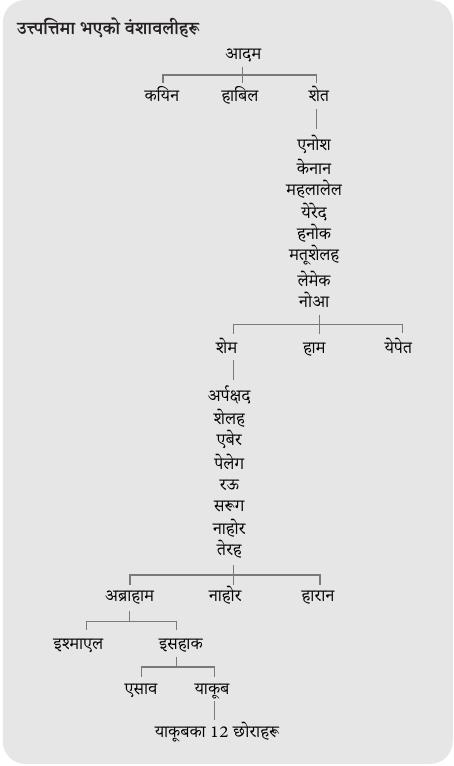 उत्त्पत्तिमा भएको वंशावलीहरू
आदम
कयिन हाबिल शेत
एनोश
केनान
महलालेल
येरेद
हनोक
मतूशेलह
लेमेक
नोआ
शेम हाम येपेत
अर्पक्षद
शेलह
एबेर
पेलेग
रऊ
सरूग
नाहोर
तेरह
अब्राहाम नाहोर हारान
इश्माएल इसहाक
एसाव याकूब
याकूबका 12 छोराहरू